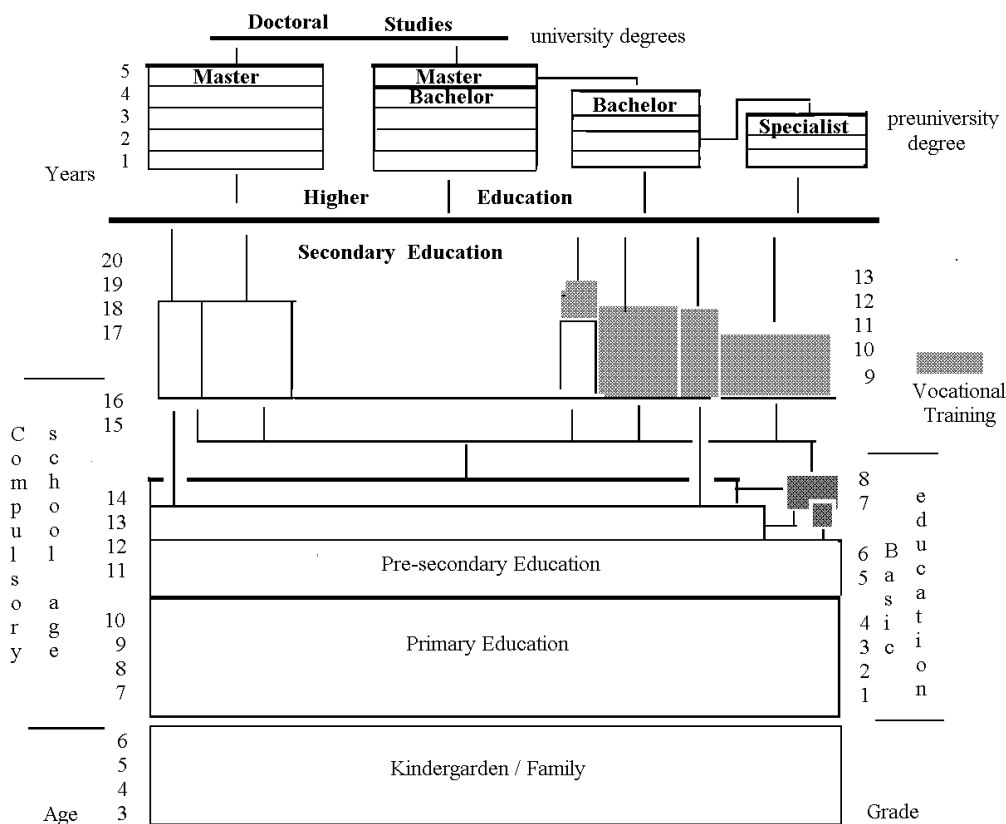 Doctoral Studies
university degrees
5
4
3
2
1
Years
Master
Master
Bachelor
Bachelor
Specialist
preuniversity
degree
Higher Education
Secondary Education
20
19
18
17
16
15
14
13
12
11
10
9
8
7
6
5
4
3
Age
Compulsory
school age
13
12
11
10
9
8
7
6
5
4
3
2
1
Grade
Vocational
Training
Basic
education
Pre-secondary Education
Primary Education
Kindergarden / Family